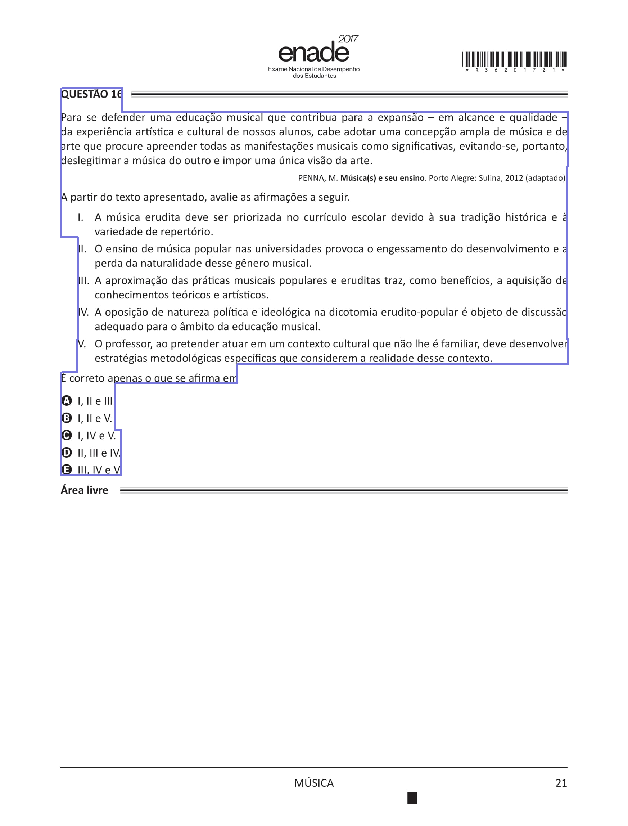 enade 2017
Exame Nacional de Desempenho
dos Estudantes
*R3620172 1*
QUESTÃO 16
Para se defender uma educação musical que contribua para a expansão – em alcance e qualidade –
da experiência artística e cultural de nossos alunos, cabe adotar uma concepção ampla de música e de
arte que procure apreender todas as manifestações musicais como significativas, evitando-se, portanto,
deslegitimar a música do outro e impor uma única visão da arte.
PENNA, M. Música(s) e seu ensino. Porto Alegre: Sulina, 2012 (adaptado).
A partir do texto apresentado, avalie as afirmações a seguir.
I. A música erudita deve ser priorizada no currículo escolar devido à sua tradição histórica e à
variedade de repertório.
II. O ensino de música popular nas universidades provoca o engessamento do desenvolvimento e a
perda da naturalidade desse gênero musical.
III. A aproximação das práticas musicais populares e eruditas traz, como benefícios, a aquisição de
conhecimentos teóricos e artísticos.
IV. A oposição de natureza política e ideológica na dicotomia erudito-popular é objeto de discussão
adequado para o âmbito da educação musical.
V. O professor, ao pretender atuar em um contexto cultural que não lhe é familiar, deve desenvolver
estratégias metodológicas específicas que considerem a realidade desse contexto.
É correto apenas o que se afirma em
A I, II e III.
B I, II e V.
C I, IV e V.
D II, III e IV.
E III, IV e V.
Área livre
MÚSICA
21